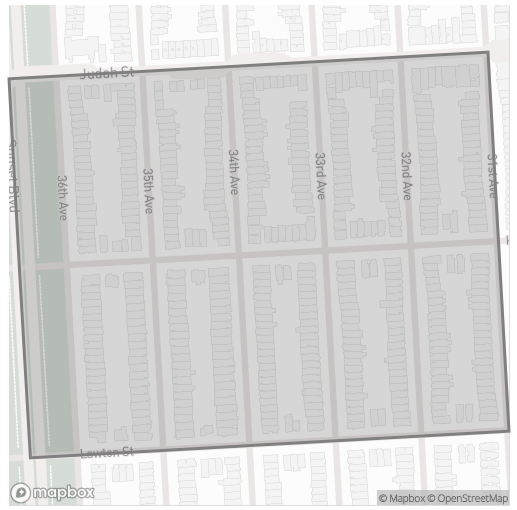 Judah St
Sunset Blvd
36th Ave
35th Ave
34th Ave
33rd Ave
32nd Ave
31st Ave
Lawton St
mapbox
© Mapbox © OpenStreetMap